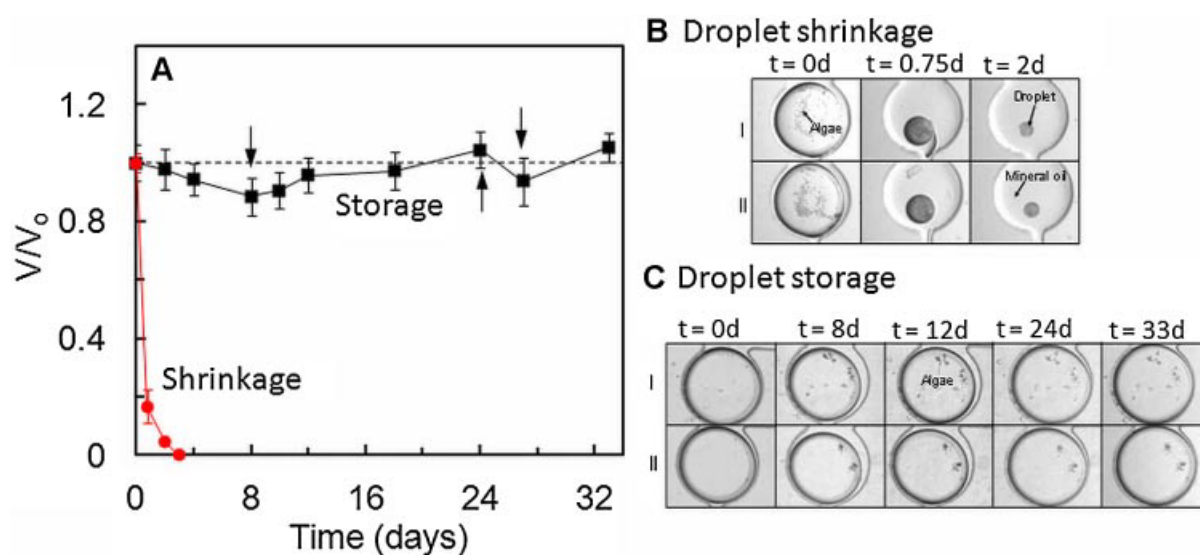 A
1.2
0.8
0.4
0
V/Vo
Storage
Shrinkage
0 8 16 24 32
Time (days)
B Droplet shrinkage
t = 0d t = 0.75d t = 2d
I
Algae
Droplet
II
Mineral oil
C Droplet storage
t = 0d t = 8d t = 12d t = 24d t = 33d
I
Algae
II